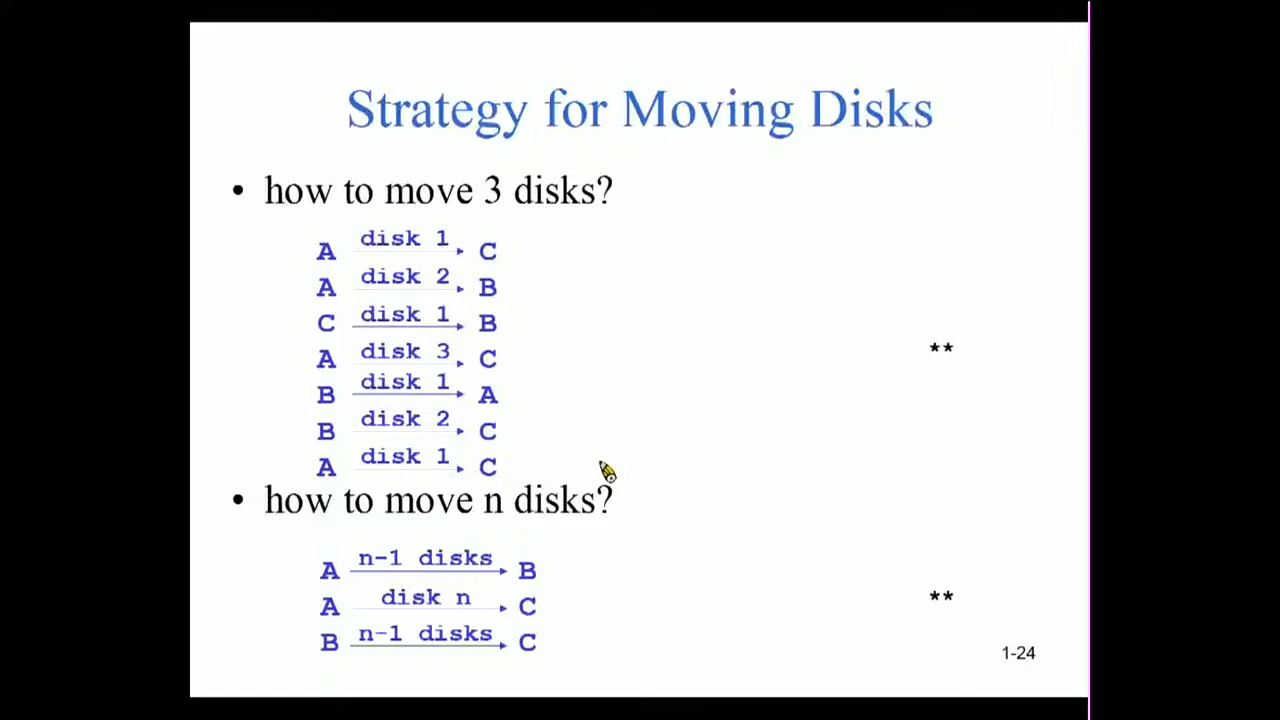 Strategy for Moving Disks
• how to move 3 disks?
A disk 1 C
A disk 2 B
C disk 1 B
**
A disk 3 C
B disk 1 A
B disk 2 C
A disk 1 C
• how to move n disks?
A n-1 disks B
A disk n C
**
B n-1 disks C
1-24